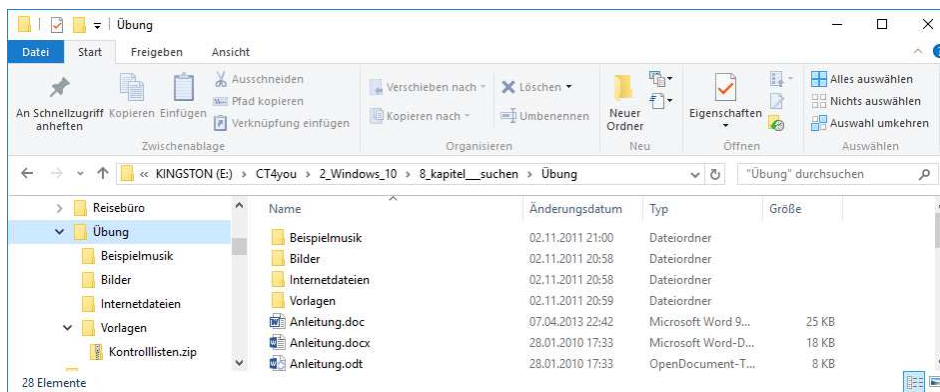 Übung
Datei Start Freigeben Ansicht
An Schnellzugriff anheften
Kopieren
Einfügen
Ausschneiden
Pfad kopieren
Verknüpfung einfügen
Zwischenablage
Verschieben nach
Kopieren nach
Löschen
Umbenennen
Organisieren
Neuer Ordner
Neu
Eigenschaften
Öffnen
Alles auswählen
Nichts auswählen
Auswahl umkehren
Auswählen
« KINGSTON (E:) › CT4you › 2_Windows_10 › 8_kapitel__suchen › Übung
"Übung" durchsuchen
Reisebüro
Übung
Beispielmusik
Bilder
Internetdateien
Vorlagen
Kontrolllisten.zip
Name Änderungsdatum Typ Größe
Beispielmusik 02.11.2011 21:00 Dateiordner
Bilder 02.11.2011 20:58 Dateiordner
Internetdateien 02.11.2011 20:58 Dateiordner
Vorlagen 02.11.2011 20:59 Dateiordner
Anleitung.doc 07.04.2013 22:42 Microsoft Word 9... 25 KB
Anleitung.docx 28.01.2010 17:33 Microsoft Word-D... 18 KB
Anleitung.odt 28.01.2010 17:33 OpenDocument-T... 8 KB
28 Elemente